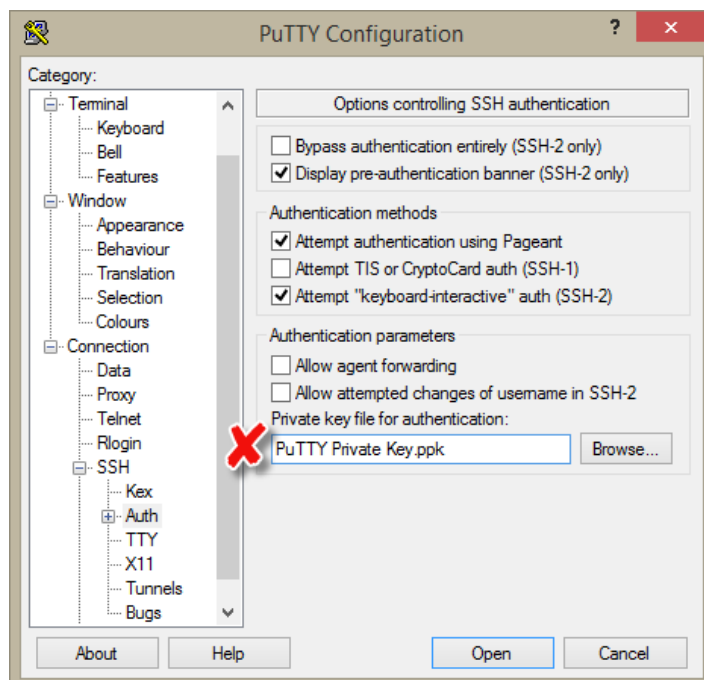 PuTTY Configuration
Category:
Terminal
Keyboard
Bell
Features
Window
Appearance
Behaviour
Translation
Selection
Colours
Connection
Data
Proxy
Telnet
Rlogin
SSH
Kex
Auth
TTY
X11
Tunnels
Bugs
Options controlling SSH authentication
Bypass authentication entirely (SSH-2 only)
Display pre-authentication banner (SSH-2 only)
Authentication methods
Attempt authentication using Pageant
Attempt TIS or CryptoCard auth (SSH-1)
Attempt "keyboard-interactive" auth (SSH-2)
Authentication parameters
Allow agent forwarding
Allow attempted changes of username in SSH-2
Private key file for authentication:
PuTTY Private Key.ppk
Browse...
About
Help
Open
Cancel